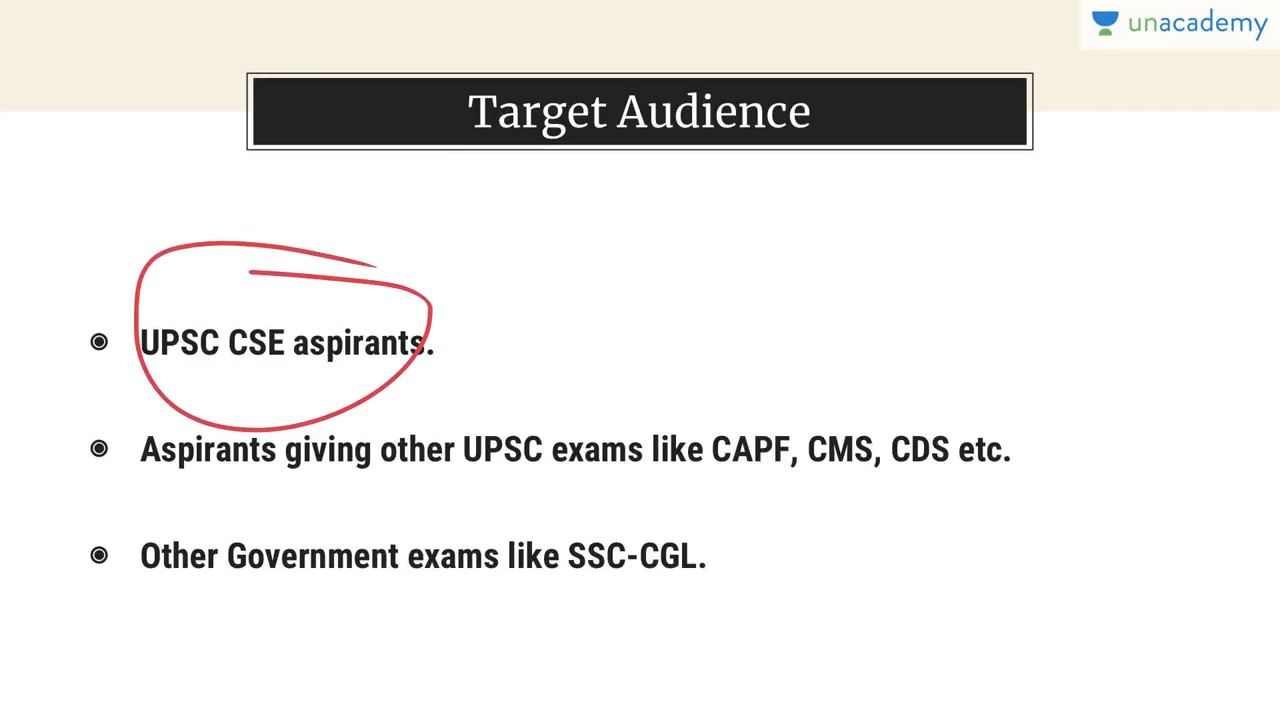 unacademy
Target Audience
UPSC CSE aspirants.
Aspirants giving other UPSC exams like CAPF, CMS, CDS etc.
Other Government exams like SSC-CGL.